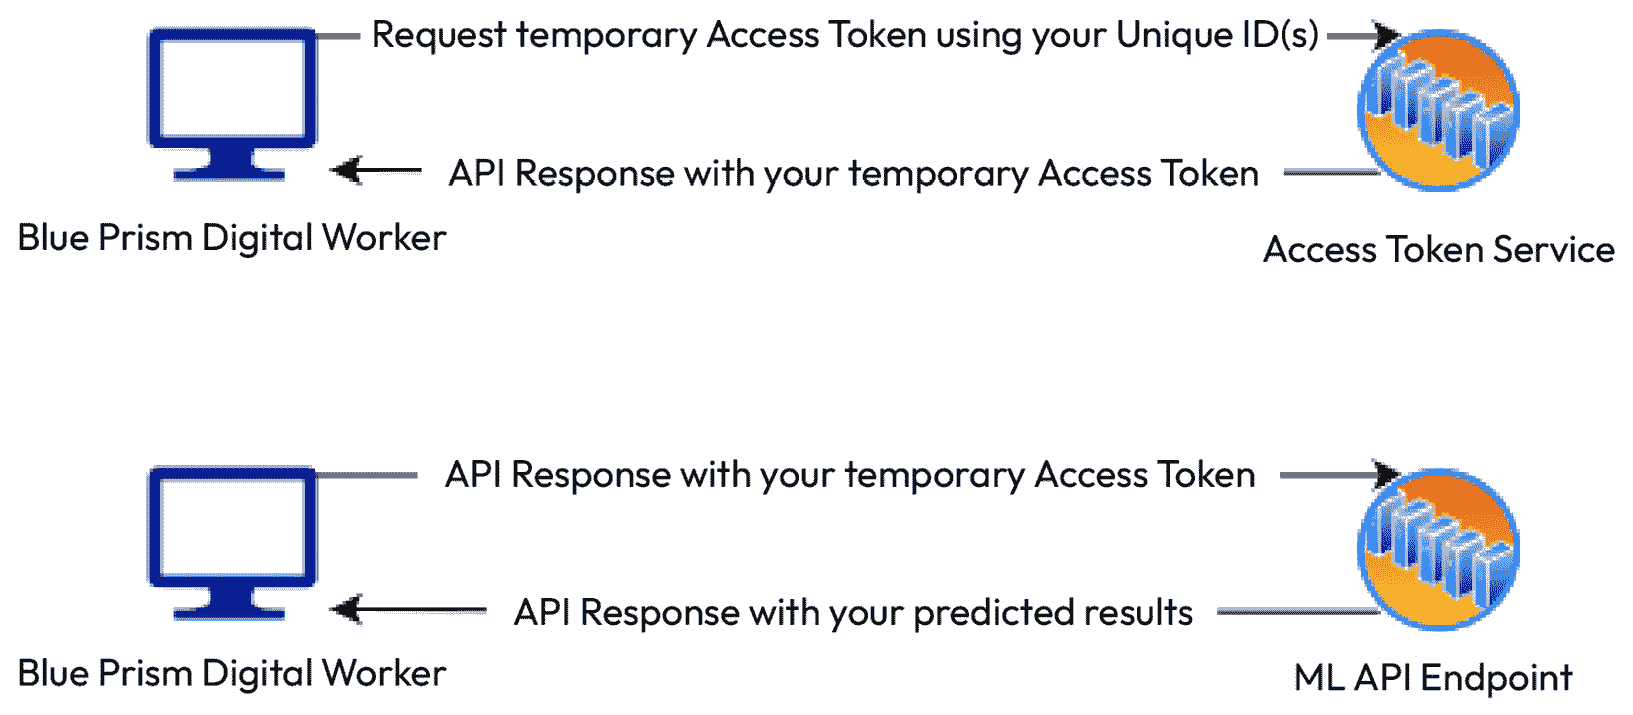 Request temporary Access Token using your Unique ID(s)
API Response with your temporary Access Token
Blue Prism Digital Worker
Access Token Service
API Response with your temporary Access Token
API Response with your predicted results
Blue Prism Digital Worker
ML API Endpoint